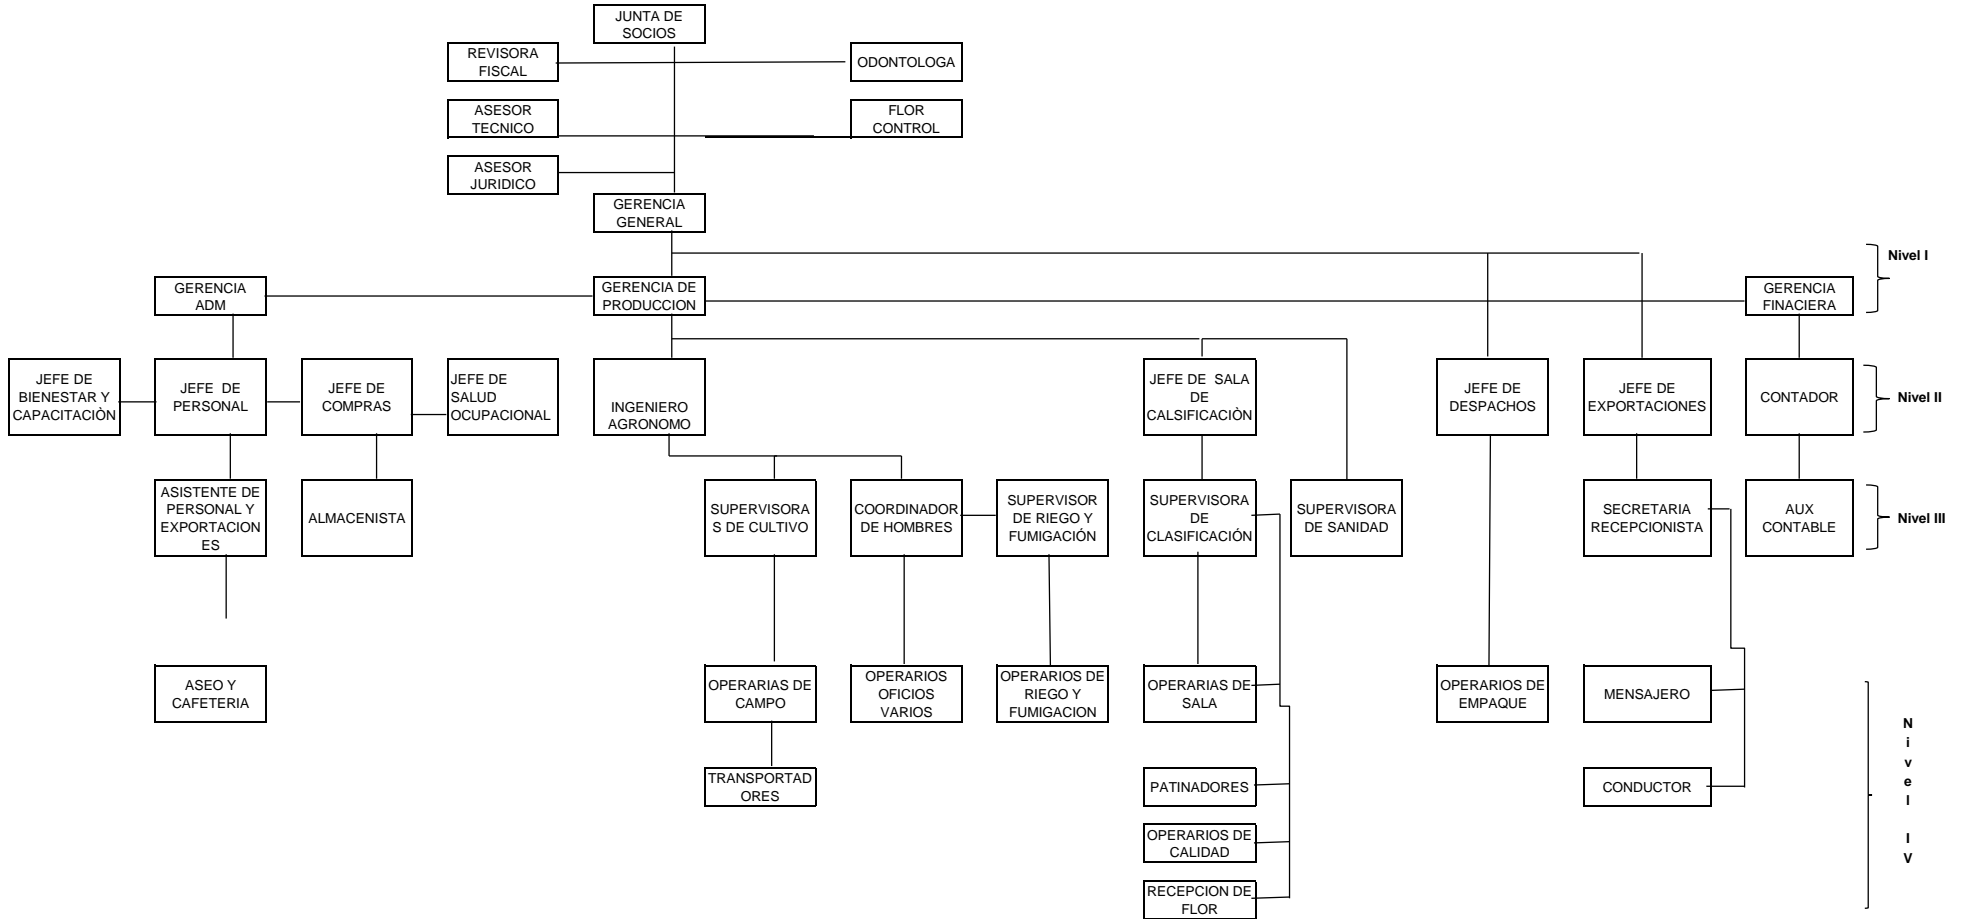 JUNTA DE
SOCIOS
REVISORA
FISCAL
ODONTOLOGA
ASESOR
TECNICO
FLOR
CONTROL
ASESOR
JURIDICO
GERENCIA
GENERAL
Nivel I
GERENCIA
ADM
GERENCIA DE
PRODUCCION
GERENCIA
FINACIERA
JEFE DE
BIENESTAR Y
CAPACITACIÒN
JEFE DE
PERSONAL
JEFE DE
COMPRAS
JEFE DE
SALUD
OCUPACIONAL
INGENIERO
AGRONOMO
JEFE DE SALA
DE
CALSIFICACIÒN
JEFE DE
DESPACHOS
JEFE DE
EXPORTACIONES
CONTADOR
Nivel II
ASISTENTE DE
PERSONAL Y
EXPORTACION
ES
ALMACENISTA
SUPERVISORA
S DE CULTIVO
COORDINADOR
DE HOMBRES
SUPERVISOR
DE RIEGO Y
FUMIGACIÓN
SUPERVISORA
DE
CLASIFICACIÓN
SUPERVISORA
DE SANIDAD
SECRETARIA
RECEPCIONISTA
AUX
CONTABLE
Nivel III
ASEO Y
CAFETERIA
OPERARIAS DE
CAMPO
OPERARIOS
OFICIOS
VARIOS
OPERARIOS DE
RIEGO Y
FUMIGACION
OPERARIAS DE
SALA
OPERARIOS DE
EMPAQUE
MENSAJERO
TRANSPORTAD
ORES
PATINADORES
CONDUCTOR
OPERARIOS DE
CALIDAD
RECEPCION DE
FLOR
N
i
v
e
l
I
V